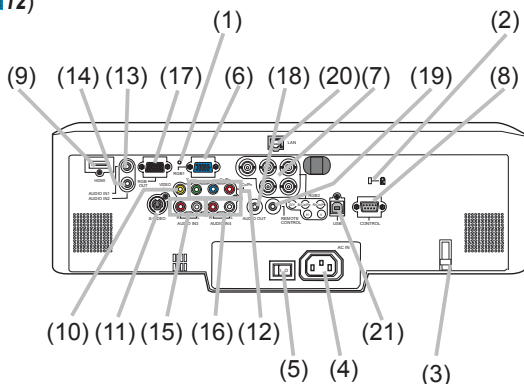 /12)
(1) (2)
(14) (13) (17) (6) (18) (20) (7) (19)
(9) (8)
LAN
HDMI
RGB OUT
RGB1
AUDIO IN1
AUDIO IN2
VIDEO
S-VIDEO
AUDIO IN3
AUDIO IN4
AUDIO OUT
RGB2
REMOTE CONTROL
USB
CONTROL
AC IN
(10) (11) (15) (16) (12) (21)
(5) (4) (3)